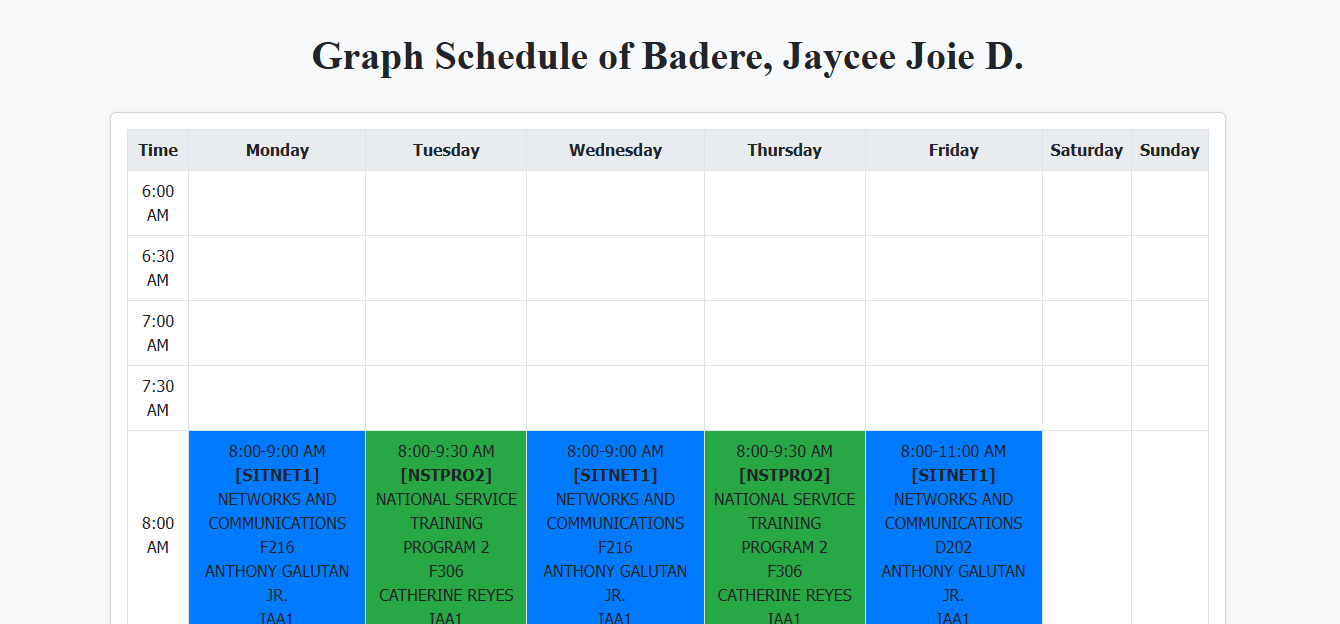 Graph Schedule of Badere, Jaycee Joie D.
Time Monday Tuesday Wednesday Thursday Friday Saturday Sunday
6:00
AM
6:30
AM
7:00
AM
7:30
AM
8:00
AM
8:00-9:00 AM
[SITNET1]
NETWORKS AND
COMMUNICATIONS
F216
ANTHONY GALUTAN
JR.
IAA1
8:00-9:30 AM
[NSTPRO2]
NATIONAL SERVICE
TRAINING
PROGRAM 2
F306
CATHERINE REYES
IAA1
8:00-9:00 AM
[SITNET1]
NETWORKS AND
COMMUNICATIONS
F216
ANTHONY GALUTAN
JR.
IAA1
8:00-9:30 AM
[NSTPRO2]
NATIONAL SERVICE
TRAINING
PROGRAM 2
F306
CATHERINE REYES
IAA1
8:00-11:00 AM
[SITNET1]
NETWORKS AND
COMMUNICATIONS
D202
ANTHONY GALUTAN
JR.
IAA1